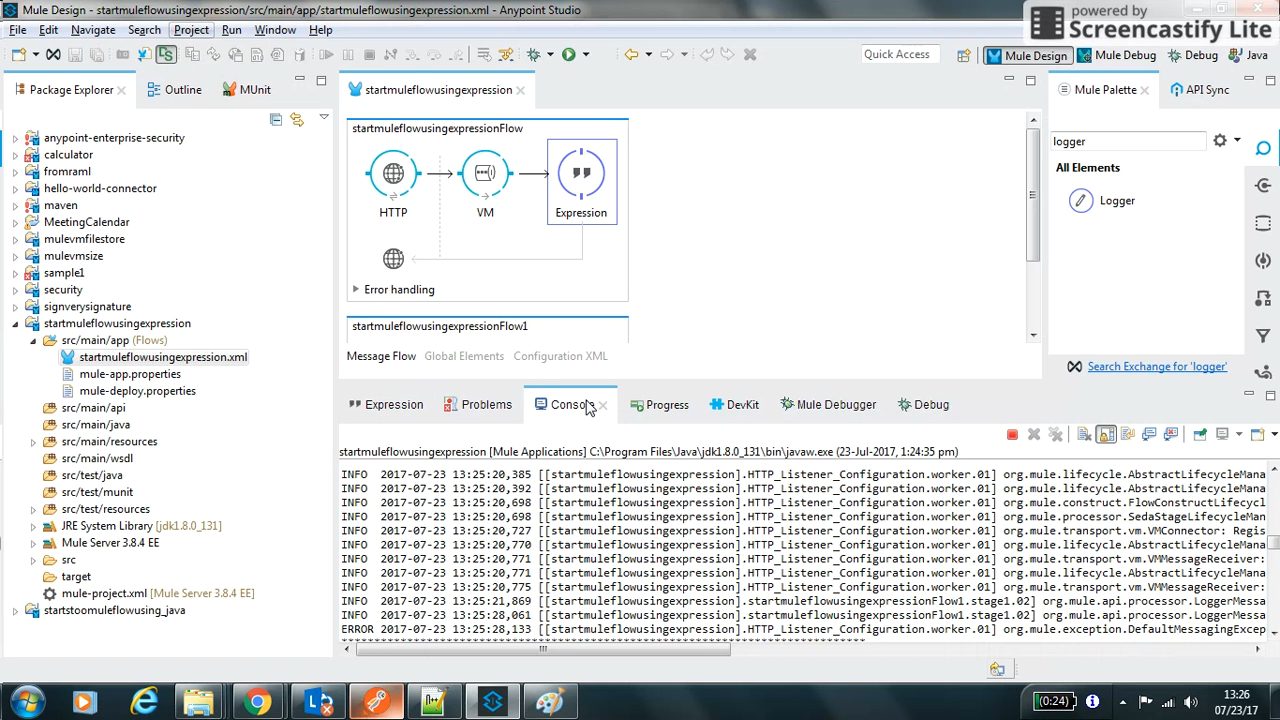 Mule Design - startmuleflowusingexpression/src/main/app/startmuleflowusingexpression.xml - Anypoint Studio
powered by
Screencastify Lite
File Edit Navigate Search Project Run Window Help
Quick Access
Mule Design Mule Debug Debug Java
Package Explorer Outline MUnit
startmuleflowusingexpression
Mule Palette API Sync
anypoint-enterprise-security
calculator
fromraml
hello-world-connector
maven
MeetingCalendar
mulevmfilestore
mulevmsize
sample1
security
signverysignature
startmuleflowusingexpression
src/main/app (Flows)
startmuleflowusingexpression.xml
mule-app.properties
mule-deploy.properties
src/main/api
src/main/java
src/main/resources
src/main/wsdl
src/test/java
src/test/munit
src/test/resources
JRE System Library [jdk1.8.0_131]
Mule Server 3.8.4 EE
src
target
mule-project.xml [Mule Server 3.8.4 EE]
startstoomuleflowusing_java
startmuleflowusingexpressionFlow
HTTP VM Expression
Error handling
startmuleflowusingexpressionFlow1
Message Flow Global Elements Configuration XML
logger
All Elements
Logger
Search Exchange for 'logger'
Expression Problems Console Progress DevKit Mule Debugger Debug
startmuleflowusingexpression [Mule Applications] C:\Program Files\Java\jdk1.8.0_131\bin\javaw.exe (23-Jul-2017, 1:24:35 pm)
INFO 2017-07-23 13:25:20,385 [[startmuleflowusingexpression].HTTP_Listener_Configuration.worker.01] org.mule.lifecycle.AbstractLifecycleMana
INFO 2017-07-23 13:25:20,392 [[startmuleflowusingexpression].HTTP_Listener_Configuration.worker.01] org.mule.lifecycle.AbstractLifecycleMana
INFO 2017-07-23 13:25:20,698 [[startmuleflowusingexpression].HTTP_Listener_Configuration.worker.01] org.mule.construct.FlowConstructLifecyc
INFO 2017-07-23 13:25:20,698 [[startmuleflowusingexpression].HTTP_Listener_Configuration.worker.01] org.mule.processor.SedaStageLifecycleMan
INFO 2017-07-23 13:25:20,727 [[startmuleflowusingexpression].HTTP_Listener_Configuration.worker.01] org.mule.transport.vm.VMConnector: Regis
INFO 2017-07-23 13:25:20,770 [[startmuleflowusingexpression].HTTP_Listener_Configuration.worker.01] org.mule.lifecycle.AbstractLifecycleMana
INFO 2017-07-23 13:25:20,771 [[startmuleflowusingexpression].HTTP_Listener_Configuration.worker.01] org.mule.transport.vm.VMMessageReceiver:
INFO 2017-07-23 13:25:20,771 [[startmuleflowusingexpression].HTTP_Listener_Configuration.worker.01] org.mule.lifecycle.AbstractLifecycleMana
INFO 2017-07-23 13:25:20,775 [[startmuleflowusingexpression].HTTP_Listener_Configuration.worker.01] org.mule.transport.vm.VMMessageReceiver:
INFO 2017-07-23 13:25:21,869 [[startmuleflowusingexpression].startmuleflowusingexpressionFlow1.stage1.02] org.mule.api.processor.LoggerMessa
INFO 2017-07-23 13:25:28,061 [[startmuleflowusingexpression].startmuleflowusingexpressionFlow1.stage1.02] org.mule.api.processor.LoggerMessa
ERROR 2017-07-23 13:25:28,133 [[startmuleflowusingexpression].HTTP_Listener_Configuration.worker.01] org.mule.exception.DefaultMessagingExcep
(0:24)
13:26
07/23/17